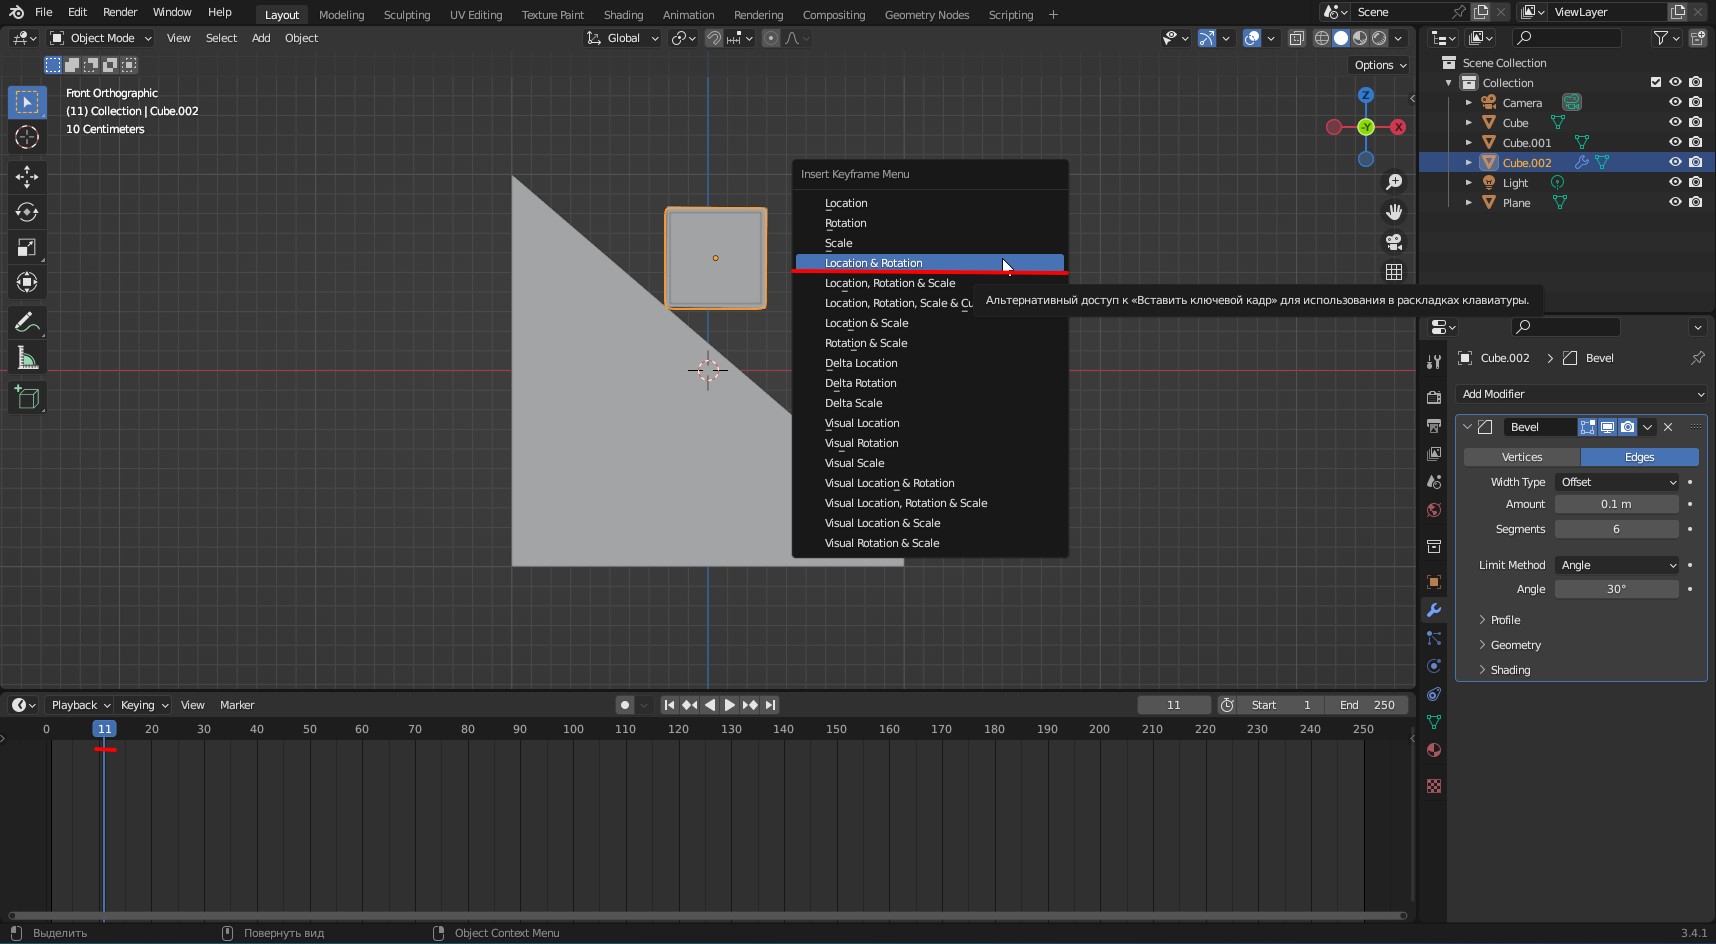 File Edit Render Window Help Layout Modeling Sculpting UV Editing Texture Paint Shading Animation Rendering Compositing Geometry Nodes Scripting + Scene ViewLayer
Object Mode View Select Add Object Global
Options
Front Orthographic
(11) Collection | Cube.002
10 Centimeters
Z
-Y X
Insert Keyframe Menu
Location
Rotation
Scale
Location & Rotation
Location, Rotation & Scale
Location, Rotation, Scale & Cu
Location & Scale
Rotation & Scale
Delta Location
Delta Rotation
Delta Scale
Visual Location
Visual Rotation
Visual Scale
Visual Location & Rotation
Visual Location, Rotation & Scale
Visual Location & Scale
Visual Rotation & Scale
Альтернативный доступ к «Вставить ключевой кадр» для использования в раскладках клавиатуры.
Scene Collection
Collection
Camera
Cube
Cube.001
Cube.002
Light
Plane
Cube.002 > Bevel
Add Modifier
Bevel
Vertices Edges
Width Type Offset
Amount 0.1 m
Segments 6
Limit Method Angle
Angle 30°
Profile
Geometry
Shading
Playback Keying View Marker 11 Start 1 End 250
0 11 20 30 40 50 60 70 80 90 100 110 120 130 140 150 160 170 180 190 200 210 220 230 240 250
Выделить Повернуть вид Object Context Menu 3.4.1